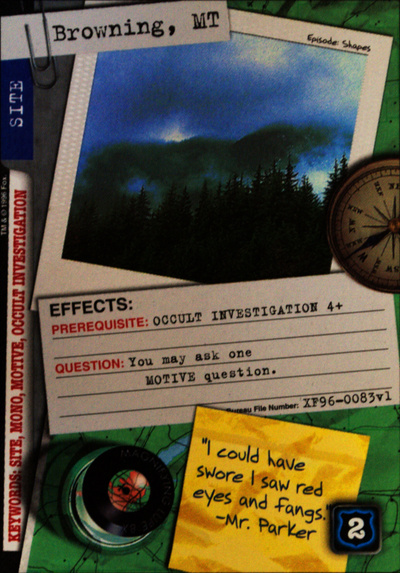 Browning, MT
Episode: Shapes
SITE
TM & © 1996 Fox.
KEYWORDS: SITE, MONO, MOTIVE, OCCULT INVESTIGATION
EFFECTS:
PREREQUISITE: OCCULT INVESTIGATION 4+
QUESTION: You may ask one
MOTIVE question.
Bureau File Number: XF96-0083v1
"I could have
swore I saw red
eyes and fangs."
-Mr. Parker
2